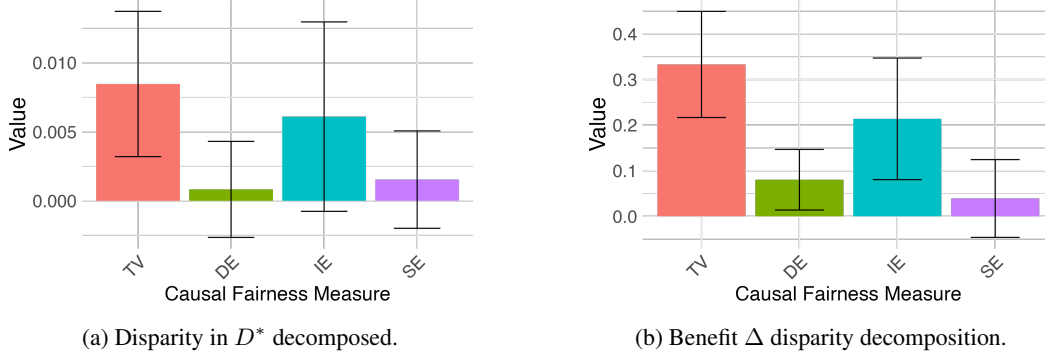 Value
0.010
0.005
0.000
TV DE IE SE
Causal Fairness Measure
(a) Disparity in D* decomposed.
Value
0.4
0.3
0.2
0.1
0.0
TV DE IE SE
Causal Fairness Measure
(b) Benefit Δ disparity decomposition.